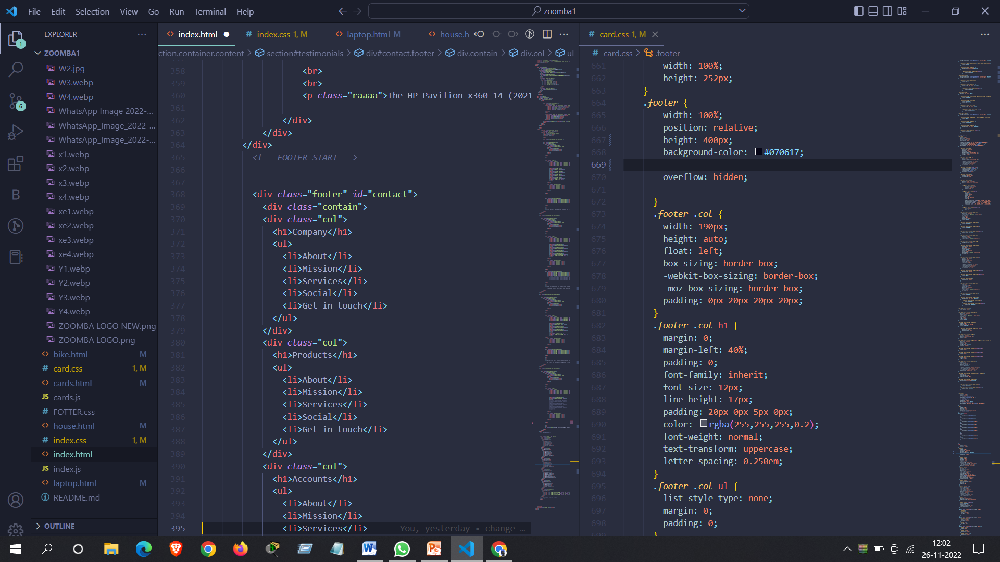 File Edit Selection View Go Run Terminal Help
zoomba1
EXPLORER
ZOOMBA1
W2.jpg
W3.webp
W4.webp
WhatsApp Image 2022-...
WhatsApp_Image_2022-...
WhatsApp_Image_2022-...
x1.webp
x2.webp
x3.webp
x4.webp
xe1.webp
xe2.webp
xe3.webp
xe4.webp
Y1.webp
Y2.webp
Y3.webp
Y4.webp
ZOOMBA LOGO NEW.png
ZOOMBA LOGO.png
bike.html M
card.css 1, M
cards.html M
cards.js
FOTTER.css
house.html M
index.css 1, M
index.html
index.js
laptop.html M
README.md
OUTLINE
1
6
index.html
index.css 1, M
laptop.html M
house.h
ction.container.content > section#testimonials > div#contact.footer > div.contain > div.col > ul
358 <br>
359 <br>
360 <p class="raaaa">The HP Pavilion x360 14 (2021
361
362 </div>
363 </div>
364 </div>
365 <!-- FOOTER START -->
366
367
368 <div class="footer" id="contact">
369 <div class="contain">
370 <div class="col">
371 <h1>Company</h1>
372 <ul>
373 <li>About</li>
374 <li>Mission</li>
375 <li>Services</li>
376 <li>Social</li>
377 <li>Get in touch</li>
378 </ul>
379 </div>
380 <div class="col">
381 <h1>Products</h1>
382 <ul>
383 <li>About</li>
384 <li>Mission</li>
385 <li>Services</li>
386 <li>Social</li>
387 <li>Get in touch</li>
388 </ul>
389 </div>
390 <div class="col">
391 <h1>Accounts</h1>
392 <ul>
393 <li>About</li>
394 <li>Mission</li>
395 <li>Services</li> You, yesterday • change …
card.css 1, M
card.css > .footer
661 width: 100%;
662 height: 252px;
663 }
664 .footer {
665 width: 100%;
666 position: relative;
667 height: 400px;
668 background-color: #070617;
669
670 overflow: hidden;
671
672 }
673 .footer .col {
674 width: 190px;
675 height: auto;
676 float: left;
677 box-sizing: border-box;
678 -webkit-box-sizing: border-box;
679 -moz-box-sizing: border-box;
680 padding: 0px 20px 20px 20px;
681 }
682 .footer .col h1 {
683 margin: 0;
684 margin-left: 40%;
685 padding: 0;
686 font-family: inherit;
687 font-size: 12px;
688 line-height: 17px;
689 padding: 20px 0px 5px 0px;
690 color: rgba(255,255,255,0.2);
691 font-weight: normal;
692 text-transform: uppercase;
693 letter-spacing: 0.250em;
694 }
695 .footer .col ul {
696 list-style-type: none;
697 margin: 0;
698 padding: 0;
12:02
26-11-2022